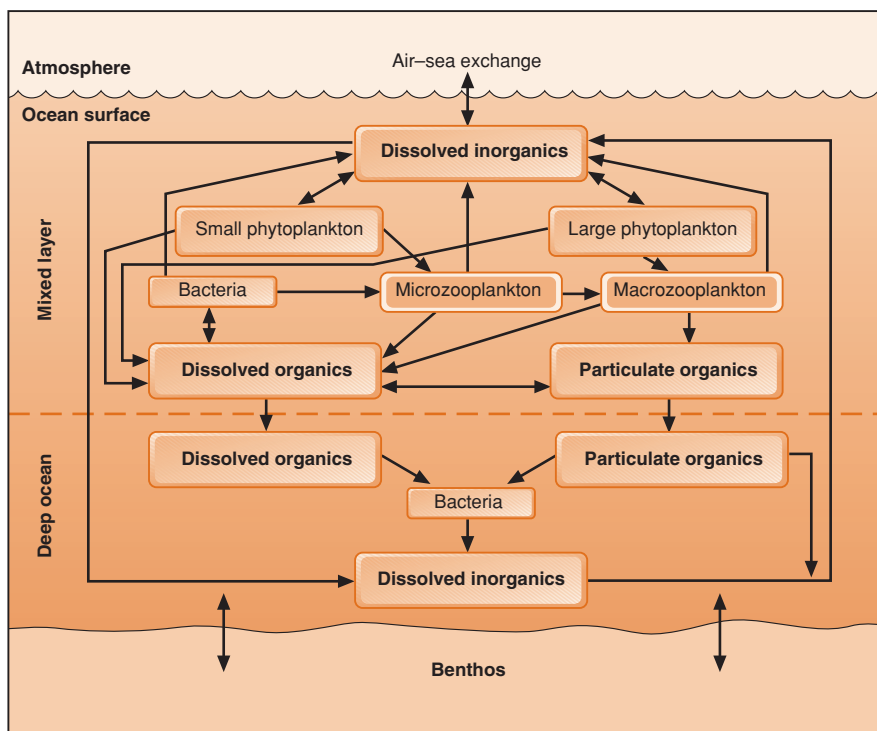 Air–sea exchange
Atmosphere
Ocean surface
Dissolved inorganics
Mixed layer
Small phytoplankton
Large phytoplankton
Bacteria
Microzooplankton
Macrozooplankton
Dissolved organics
Particulate organics
Deep ocean
Dissolved organics
Particulate organics
Bacteria
Dissolved inorganics
Benthos